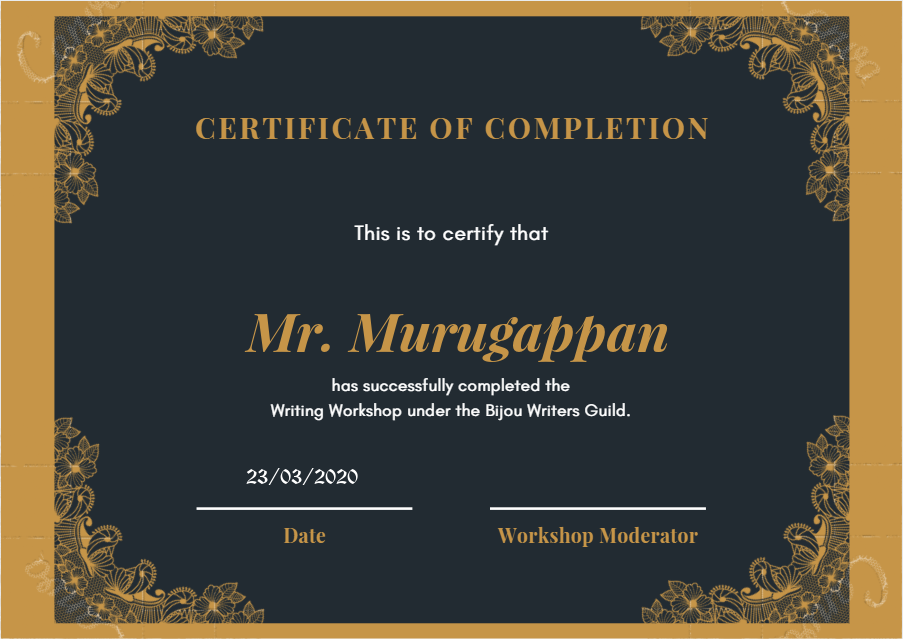 CERTIFICATE OF COMPLETION
This is to certify that
Mr. Murugappan
has successfully completed the
Writing Workshop under the Bijou Writers Guild.
23/03/2020
Date
Workshop Moderator